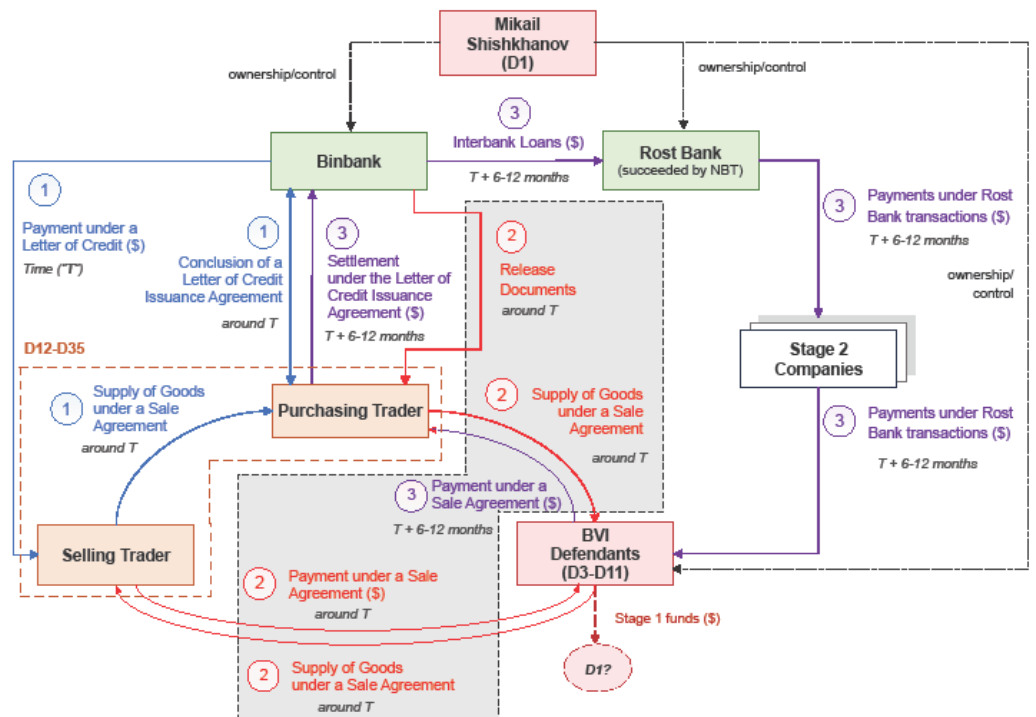 Mikail
Shishkhanov
(D1)
ownership/control
ownership/control
3
Interbank Loans ($)
T + 6-12 months
Binbank
Rost Bank
(succeeded by NBT)
1
Payment under a
Letter of Credit ($)
Time ("T")
1
Conclusion of a
Letter of Credit
Issuance Agreement
around T
3
Settlement
under the Letter of
Credit Issuance
Agreement ($)
T + 6-12 months
2
Release
Documents
around T
3
Payments under Rost
Bank transactions ($)
T + 6-12 months
ownership/
control
Stage 2
Companies
D12-D35
1
Supply of Goods
under a Sale
Agreement
around T
Purchasing Trader
2
Supply of Goods
under a Sale
Agreement
around T
3
Payments under Rost
Bank transactions ($)
T + 6-12 months
3
Payment under a
Sale Agreement ($)
T + 6-12 months
Selling Trader
BVI
Defendants
(D3-D11)
2
Payment under a Sale
Agreement ($)
around T
Stage 1 funds ($)
D1?
2
Supply of Goods
under a Sale Agreement
around T